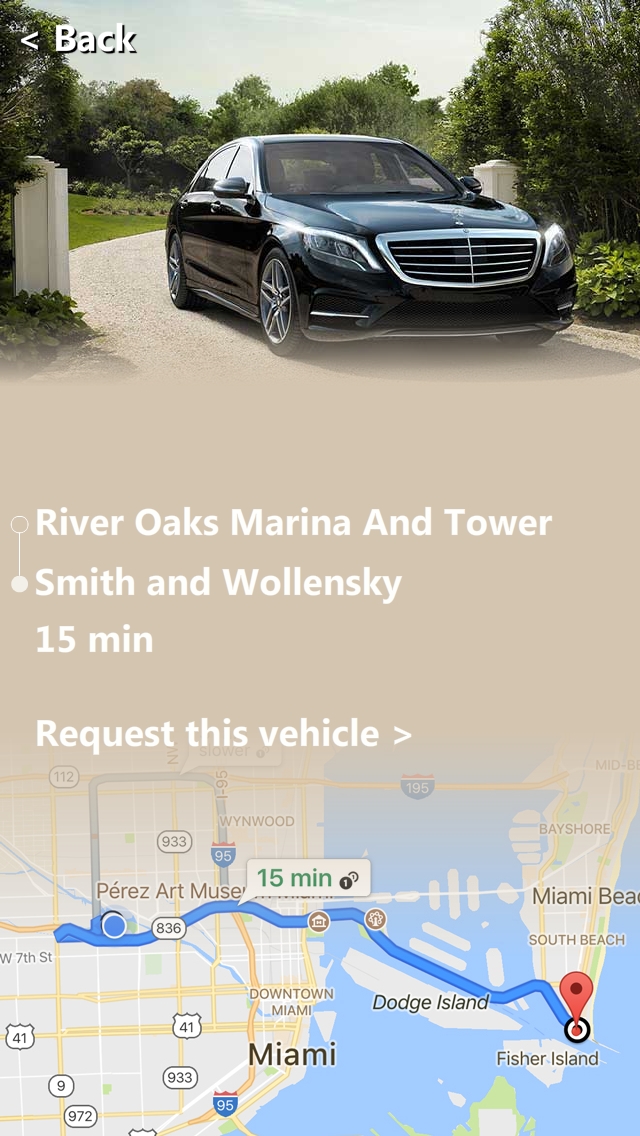 < Back
River Oaks Marina And Tower
Smith and Wollensky
15 min
Request this vehicle >
slower
112
I-95
195
MID-BE
WYNWOOD
933
BAYSHORE
95
15 min
1
Pérez Art Museum Miami
Miami Beac
836
SOUTH BEACH
W 7th St
DOWNTOWN
MIAMI
Dodge Island
41
41
Miami
Fisher Island
933
9
95
972